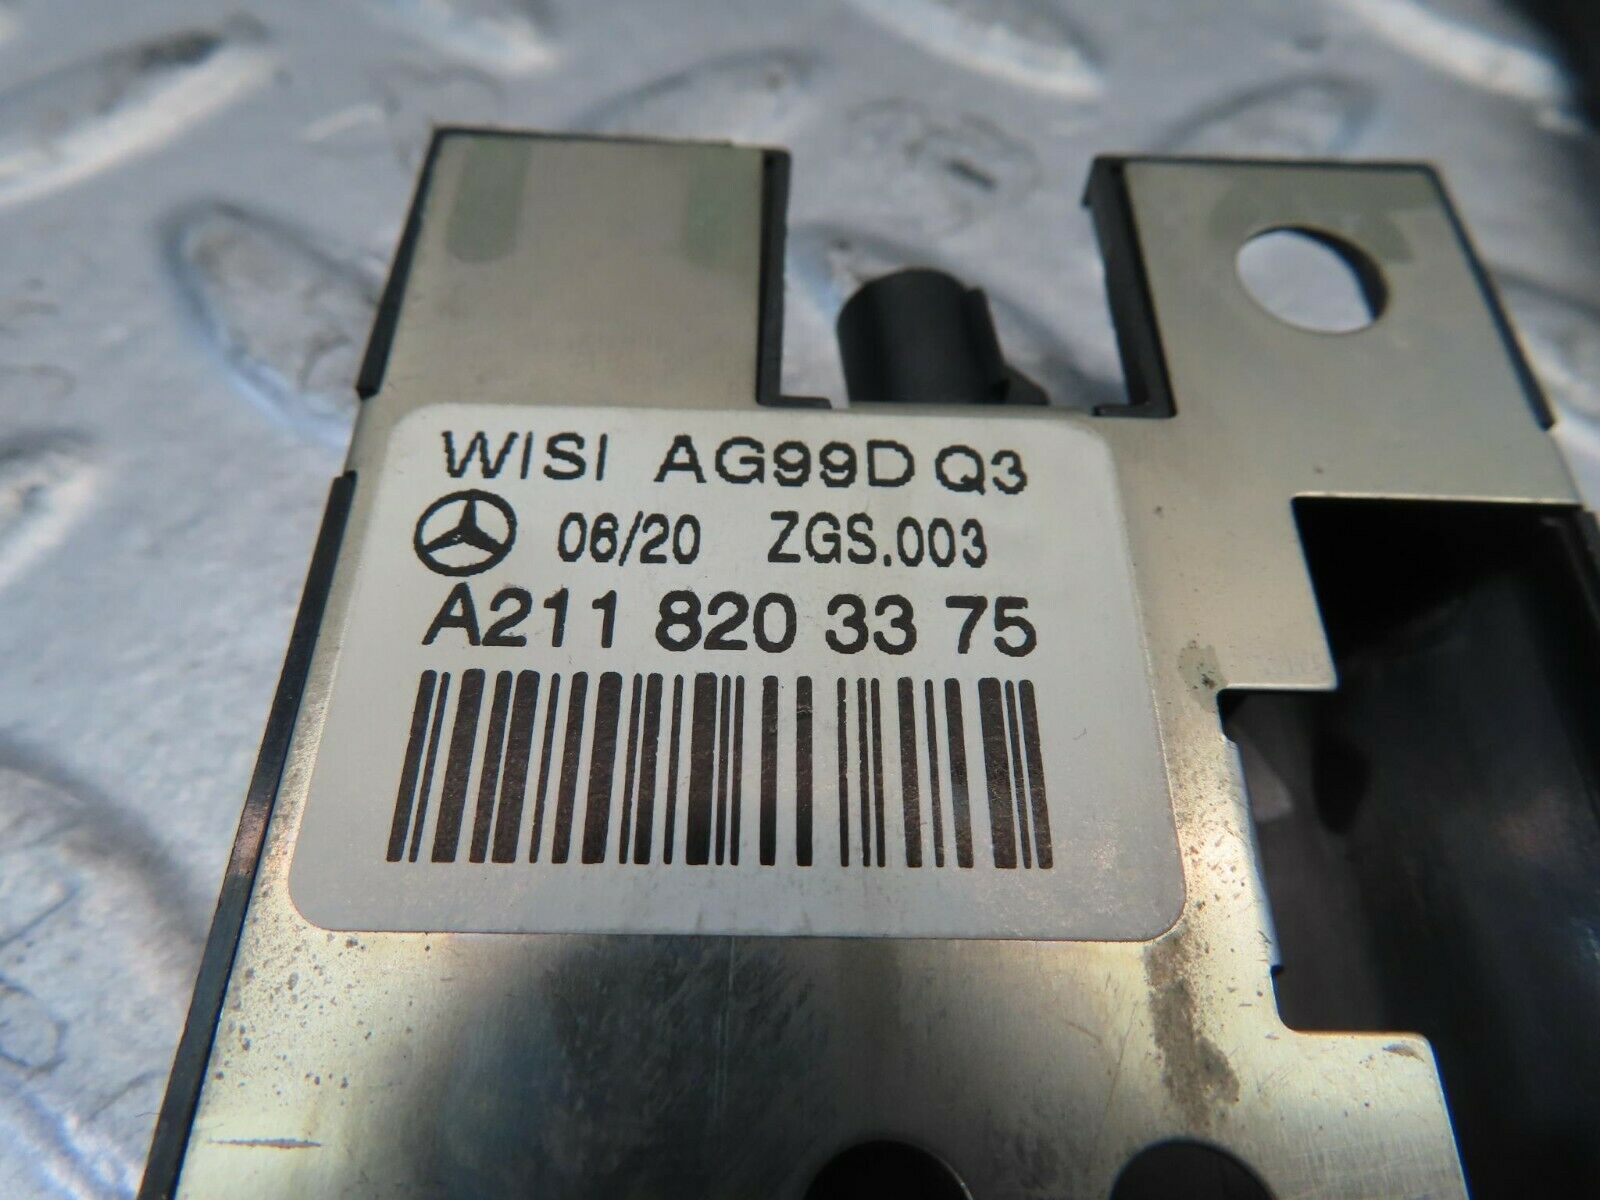 WISI AG99D Q3
06/20 ZGS.003
A211 820 33 75